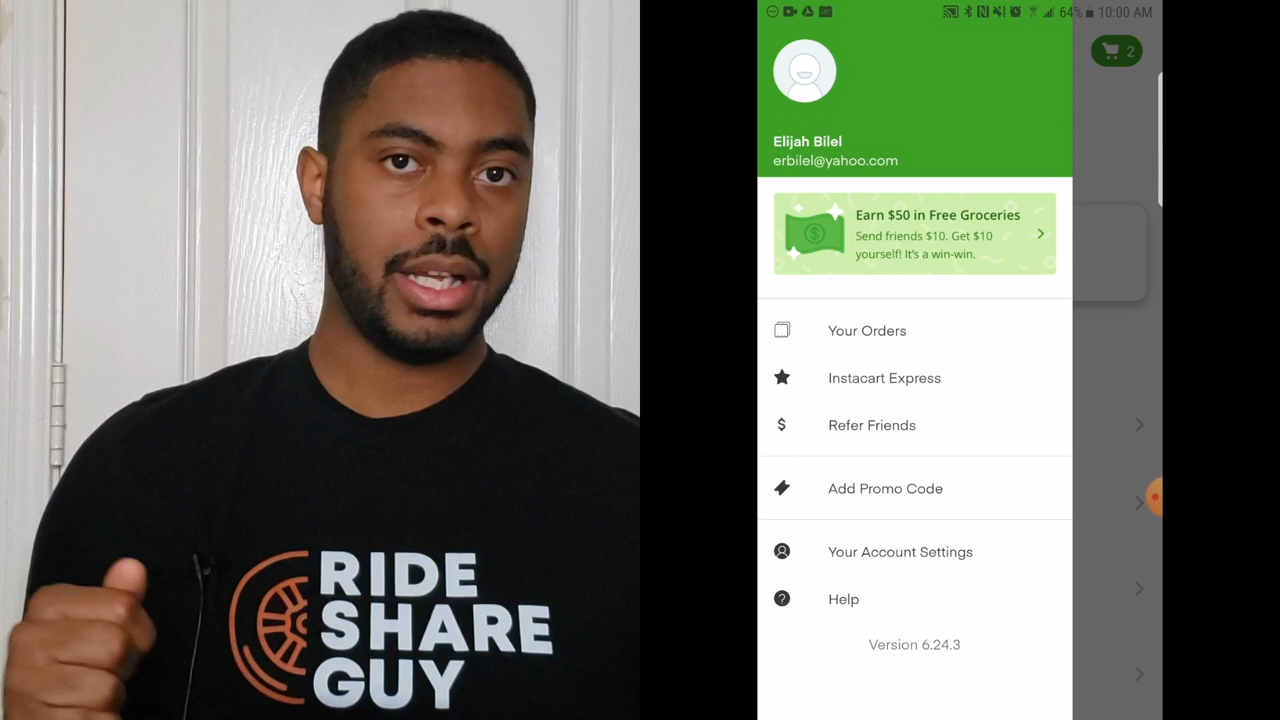 RIDE
SHARE
GUY
64% 10:00 AM
2
Elijah Bilel
erbilel@yahoo.com
Earn $50 in Free Groceries
Send friends $10. Get $10
yourself! It's a win-win.
Your Orders
Instacart Express
Refer Friends
Add Promo Code
Your Account Settings
Help
Version 6.24.3